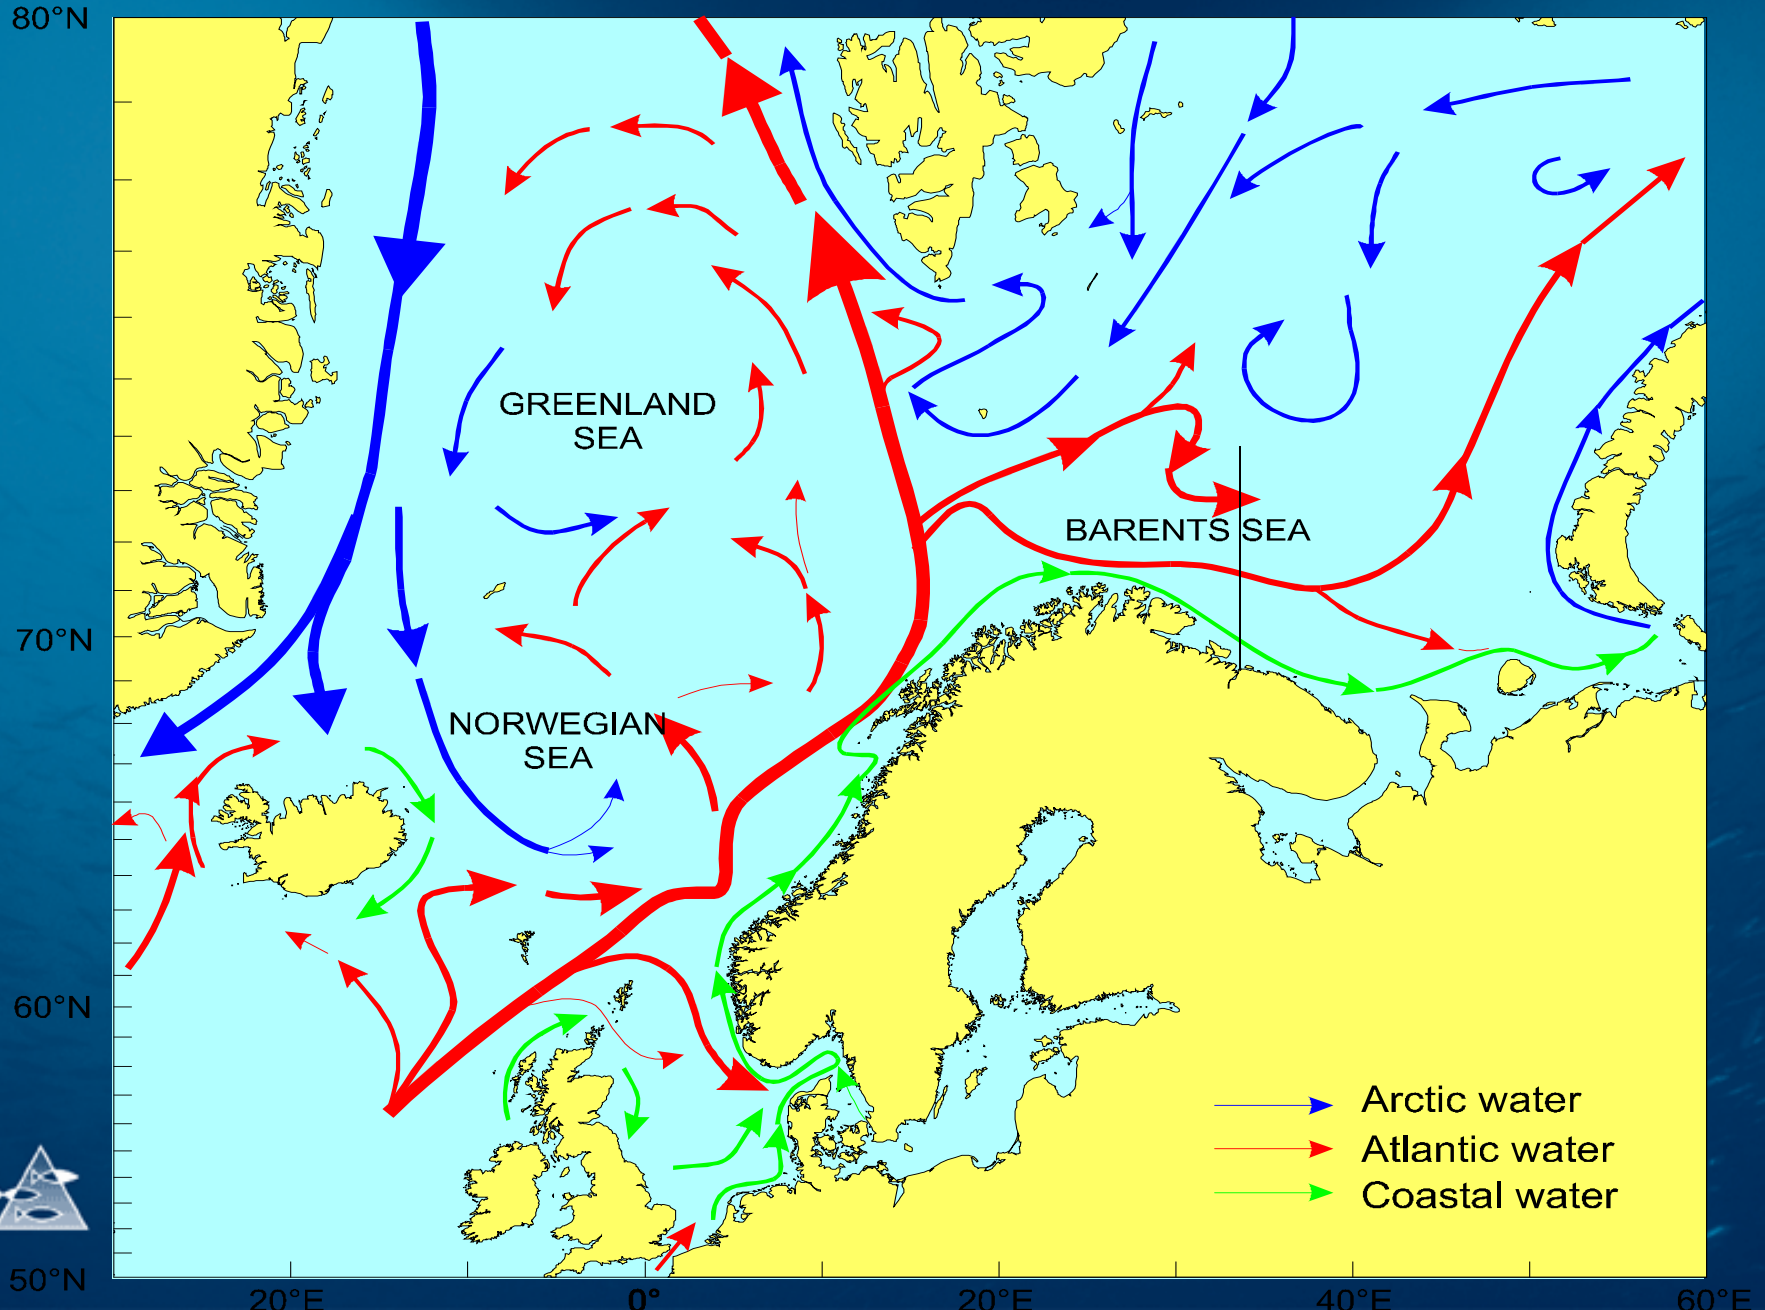 80°N
GREENLAND
SEA
BARENTS SEA
70°N
NORWEGIAN
SEA
60°N
Arctic water
Atlantic water
Coastal water
50°N
20°E 0° 20°E 40°E 60°E